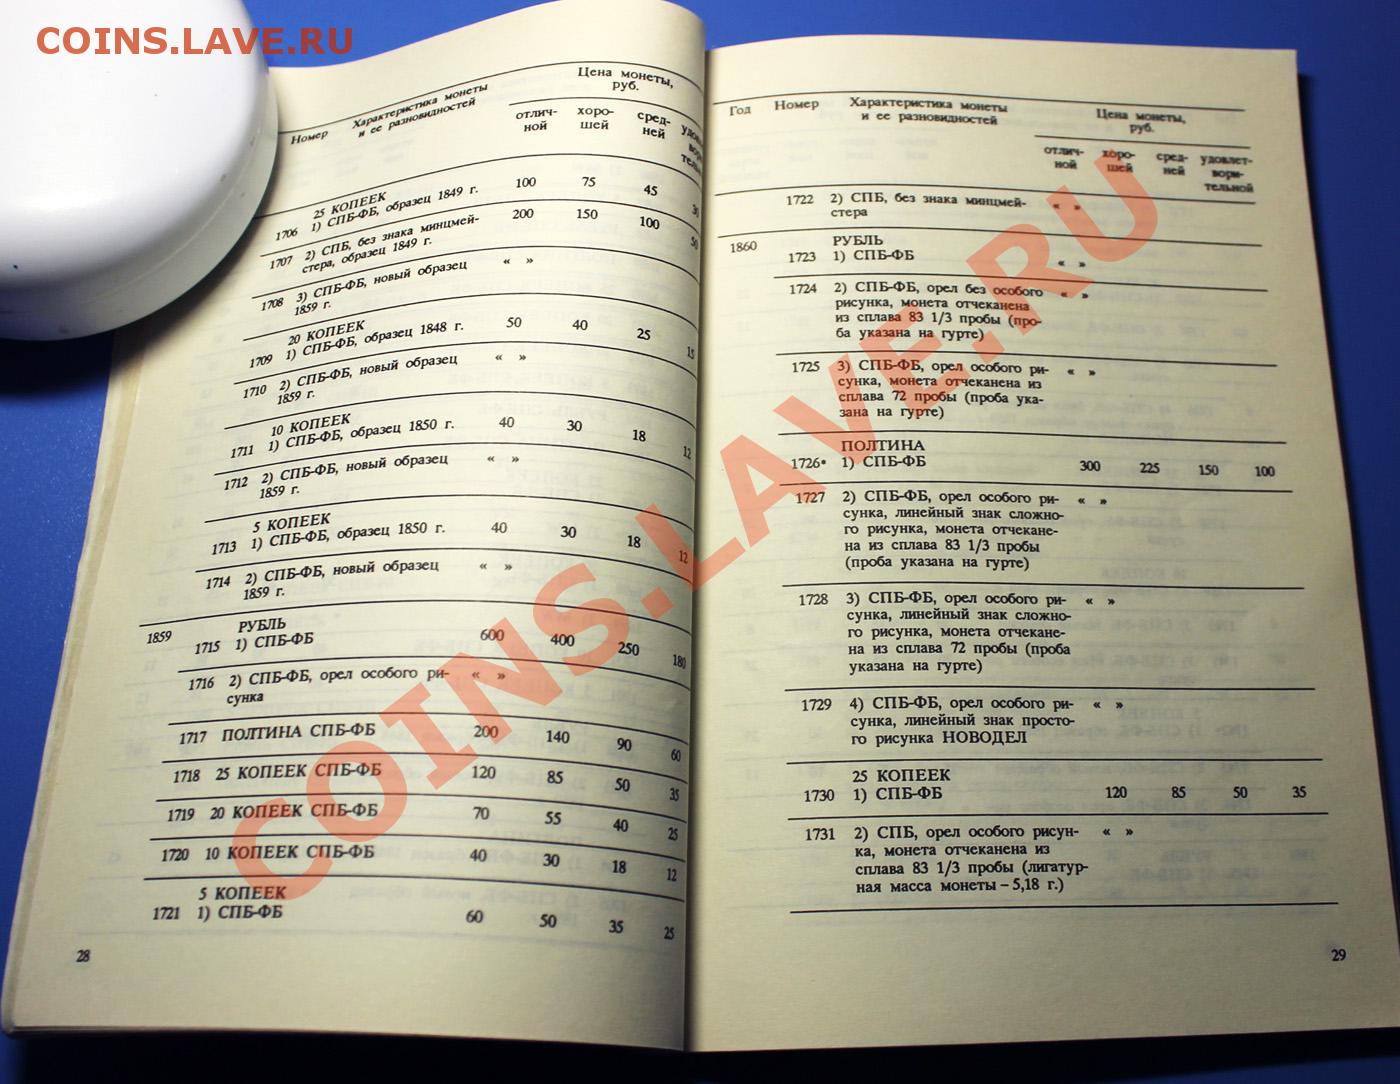 COINS.LAVE.RU
Номер Характеристика монеты и ее разновидностей Цена монеты, руб.
отлич- ной хоро- шей сред- ней
25 КОПЕЕК
1706 1) СПБ-ФБ, образец 1849 г. 100 75 45 30
1707 2) СПБ, без знака минцмей- 200 150 100 50
стера, образец 1849 г.
1708 3) СПБ-ФБ, новый образец « »
1859 г.
20 КОПЕЕК
1709 1) СПБ-ФБ, образец 1848 г. 50 40 25 15
1710 2) СПБ-ФБ, новый образец « »
1859 г.
10 КОПЕЕК
1711 1) СПБ-ФБ, образец 1850 г. 40 30 18 12
1712 2) СПБ-ФБ, новый образец « »
1859 г.
5 КОПЕЕК
1713 1) СПБ-ФБ, образец 1850 г. 40 30 18 12
1714 2) СПБ-ФБ, новый образец « »
1859 г.
1859 РУБЛЬ
1715 1) СПБ-ФБ 600 400 250 180
1716 2) СПБ-ФБ, орел особого ри- « »
сунка
1717 ПОЛТИНА СПБ-ФБ 200 140 90 60
1718 25 КОПЕЕК СПБ-ФБ 120 85 50 35
1719 20 КОПЕЕК СПБ-ФБ 70 55 40 25
1720 10 КОПЕЕК СПБ-ФБ 40 30 18 12
5 КОПЕЕК
1721 1) СПБ-ФБ 60 50 35 25
28
Год Номер Характеристика монеты и ее разновидностей Цена монеты, руб.
отлич- ной хоро- шей сред- ней удовлет- вори- тельной
1722 2) СПБ, без знака минцмей- « »
стера
1860 РУБЛЬ
1723 1) СПБ-ФБ « »
1724 2) СПБ-ФБ, орел без особого « »
рисунка, монета отчеканена
из сплава 83 1/3 пробы (про-
ба указана на гурте)
1725 3) СПБ-ФБ, орел особого ри- « »
сунка, монета отчеканена из
сплава 72 пробы (проба ука-
зана на гурте)
ПОЛТИНА
1726* 1) СПБ-ФБ 300 225 150 100
1727 2) СПБ-ФБ, орел особого ри- « »
сунка, линейный знак сложно-
го рисунка, монета отчекане-
на из сплава 83 1/3 пробы
(проба указана на гурте)
1728 3) СПБ-ФБ, орел особого ри- « »
сунка, линейный знак сложно-
го рисунка, монета отчекане-
на из сплава 72 пробы (проба
указана на гурте)
1729 4) СПБ-ФБ, орел особого ри- « »
сунка, линейный знак просто-
го рисунка НОВОДЕЛ
25 КОПЕЕК
1730 1) СПБ-ФБ 120 85 50 35
1731 2) СПБ, орел особого рисун- « »
ка, монета отчеканена из
сплава 83 1/3 пробы (лигатур-
ная масса монеты – 5,18 г.)
29
COINS.LAVE.RU